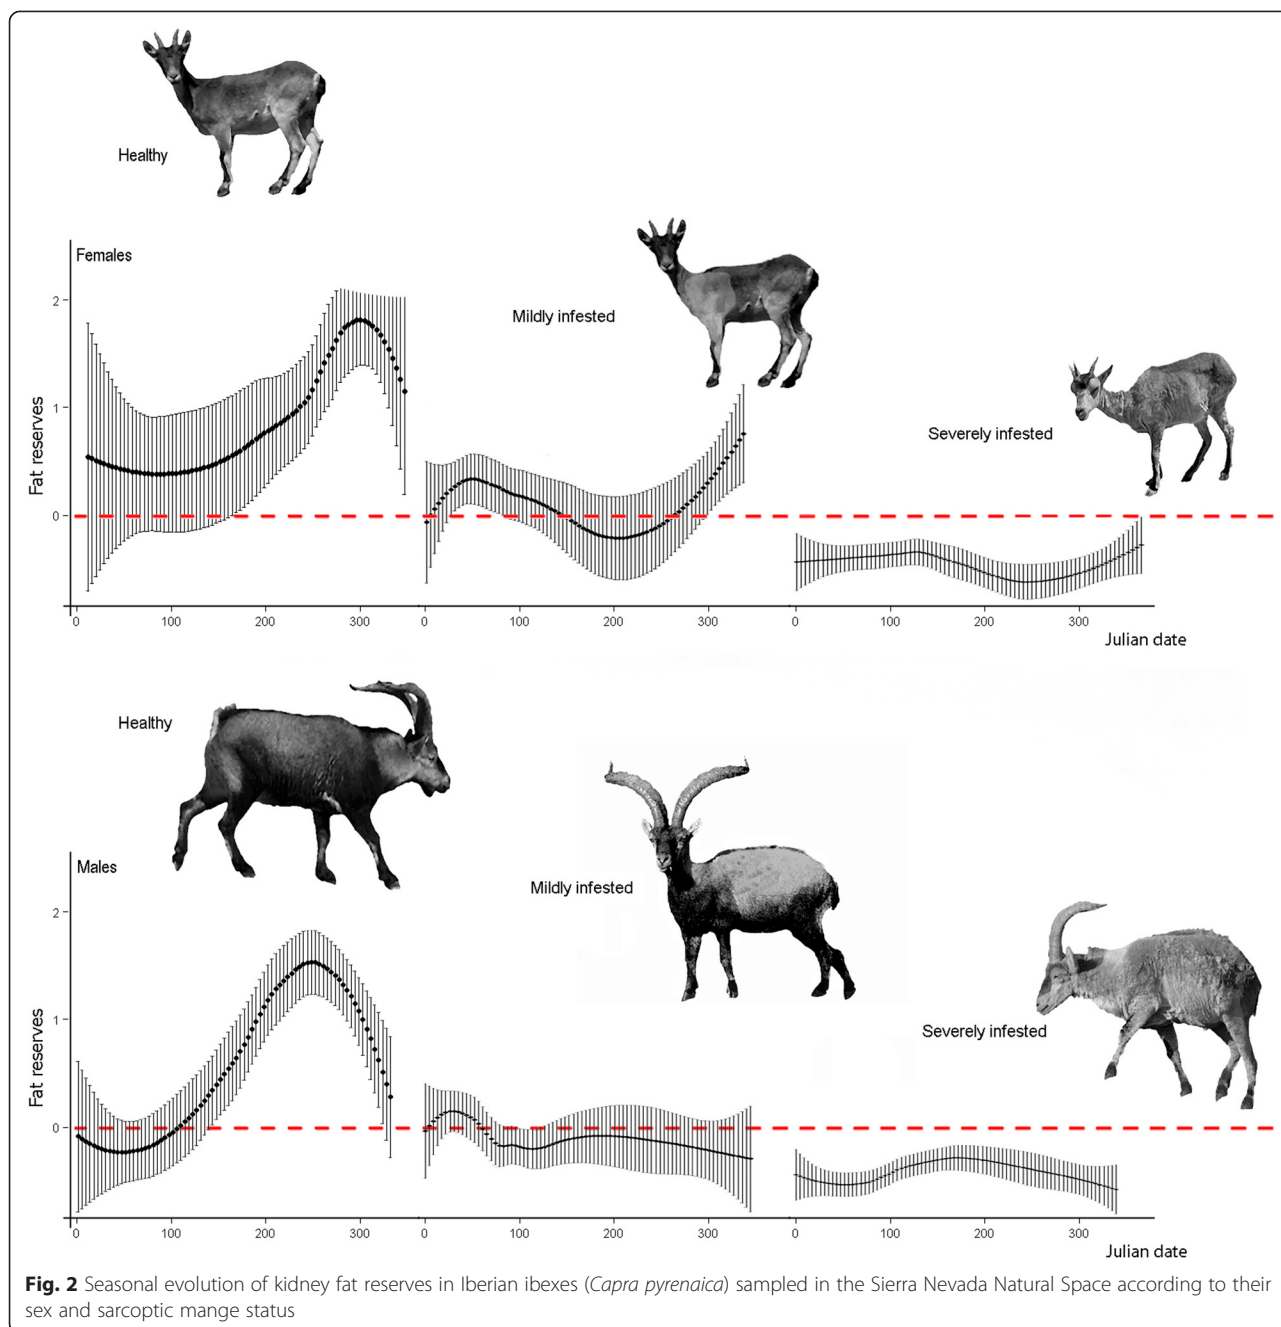 Healthy
Females
Mildly infested
Severely infested
Fat reserves
2
1
0
0 100 200 300 0 100 200 300 0 100 200 300
Julian date
Healthy
Males
Mildly infested
Severely infested
Fat reserves
2
1
0
0 100 200 300 0 100 200 300 0 100 200 300
Julian date
Fig. 2 Seasonal evolution of kidney fat reserves in Iberian ibexes (Capra pyrenaica) sampled in the Sierra Nevada Natural Space according to their
sex and sarcoptic mange status